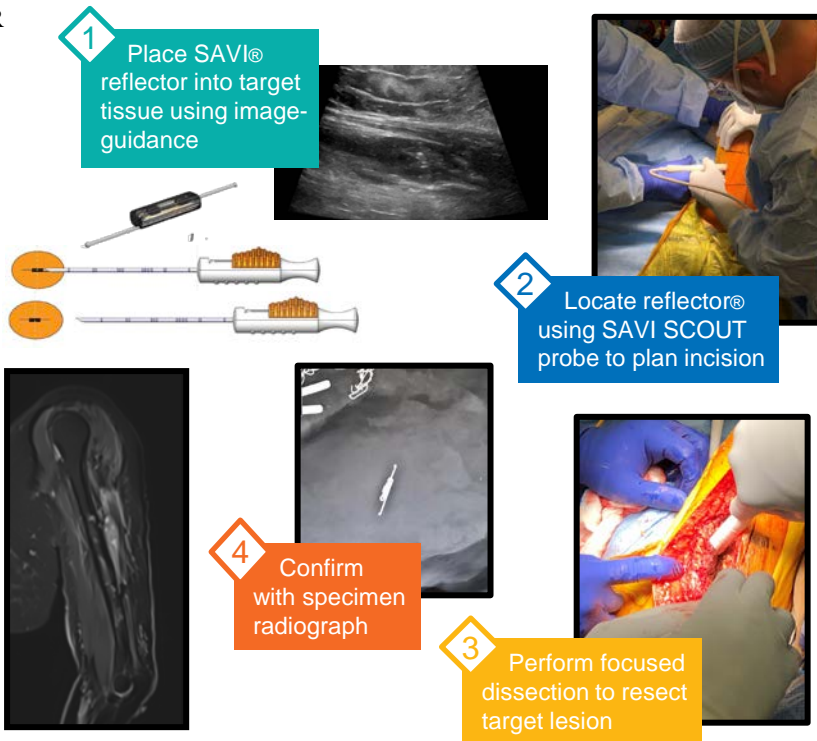 R
1
Place SAVI®
reflector into target
tissue using image-
guidance
2
Locate reflector®
using SAVI SCOUT
probe to plan incision
4
Confirm
with specimen
radiograph
3
Perform focused
dissection to resect
target lesion